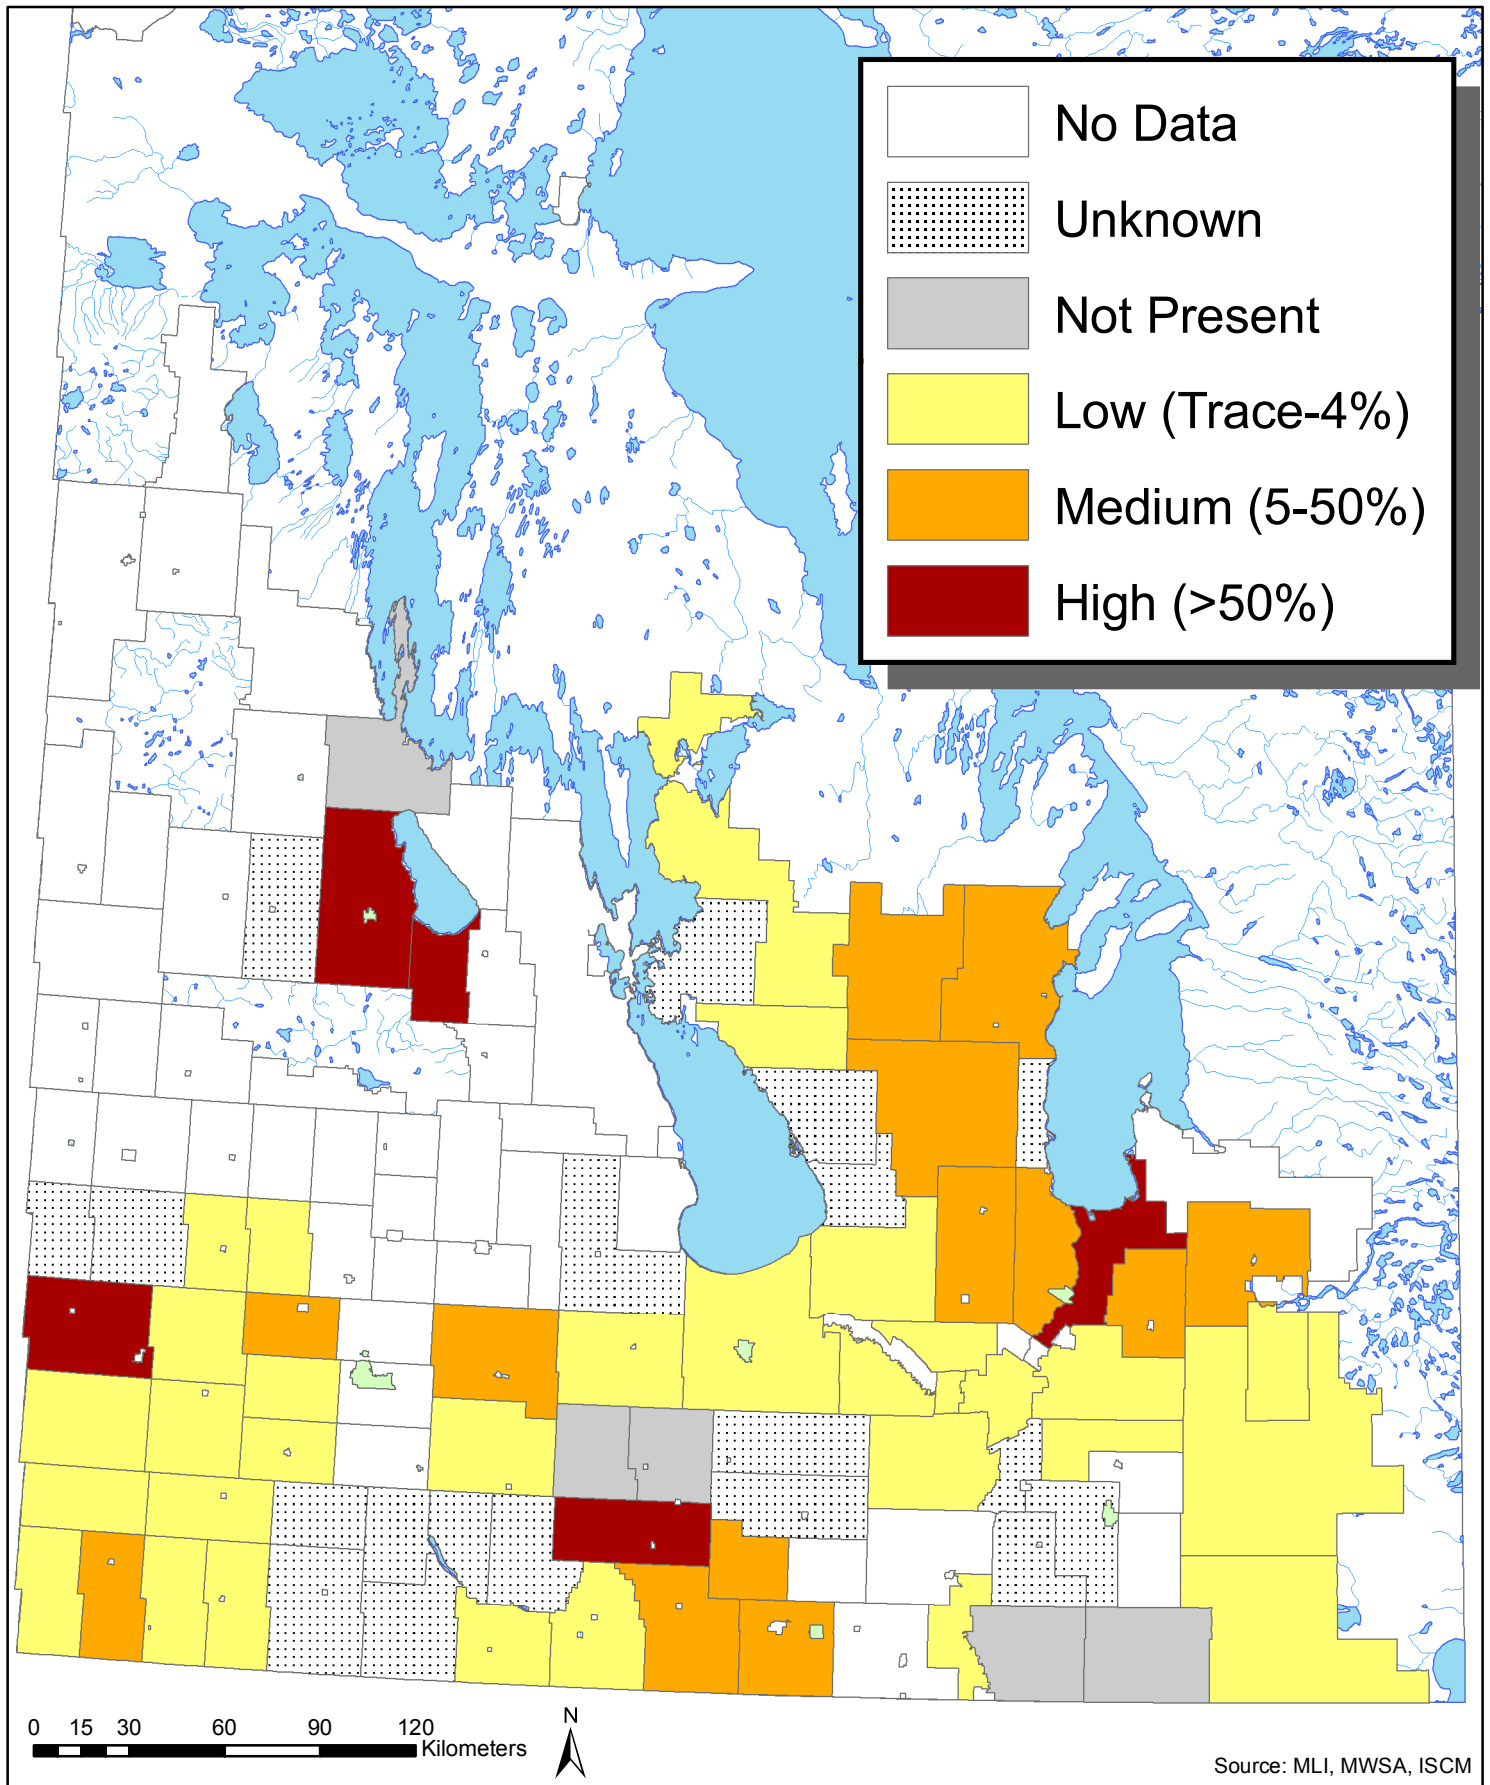 No Data
Unknown
Not Present
Low (Trace-4%)
Medium (5-50%)
High (>50%)
0 15 30 60 90 120
Kilometers
N
Source: MLI, MWSA, ISCM